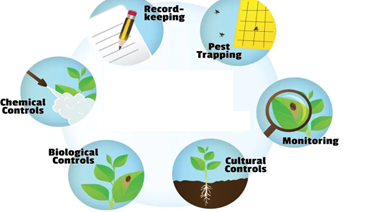 Record-
keeping
Pest
Trapping
Chemical
Controls
Monitoring
Biological
Controls
Cultural
Controls